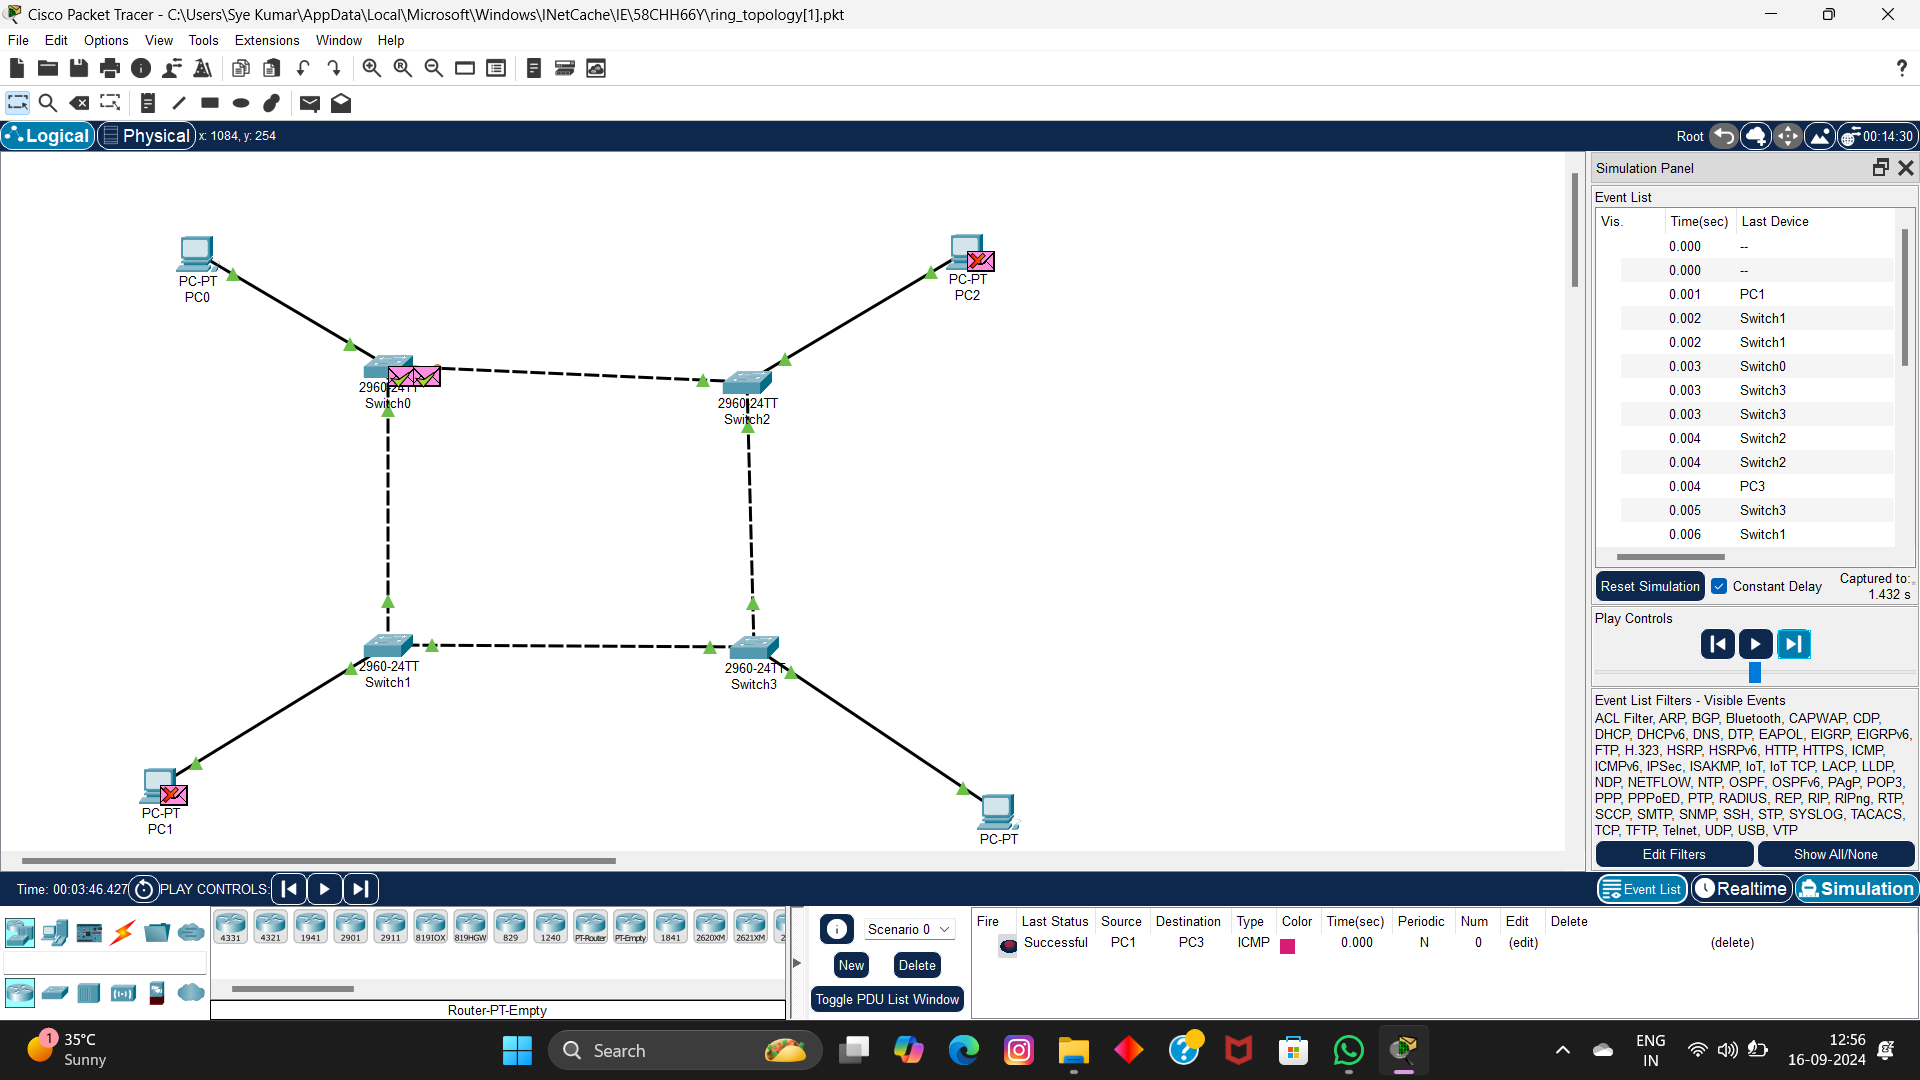 Cisco Packet Tracer - C:\Users\Sye Kumar\AppData\Local\Microsoft\Windows\INetCache\IE\58CHH66Y\ring_topology[1].pkt
File Edit Options View Tools Extensions Window Help
Logical Physical x: 1084, y: 254 Root 00:14:30
Simulation Panel
Event List
Vis. Time(sec) Last Device
0.000 --
0.000 --
0.001 PC1
0.002 Switch1
0.002 Switch1
0.003 Switch0
0.003 Switch3
0.003 Switch3
0.004 Switch2
0.004 Switch2
0.004 PC3
0.005 Switch3
0.006 Switch1
Reset Simulation Constant Delay Captured to:
1.432 s
Play Controls
Event List Filters - Visible Events
ACL Filter, ARP, BGP, Bluetooth, CAPWAP, CDP,
DHCP, DHCPv6, DNS, DTP, EAPOL, EIGRP, EIGRPv6,
FTP, H.323, HSRP, HSRPv6, HTTP, HTTPS, ICMP,
ICMPv6, IPSec, ISAKMP, IoT, IoT TCP, LACP, LLDP,
NDP, NETFLOW, NTP, OSPF, OSPFv6, PAgP, POP3,
PPP, PPPoED, PTP, RADIUS, REP, RIP, RIPng, RTP,
SCCP, SMTP, SNMP, SSH, STP, SYSLOG, TACACS,
TCP, TFTP, Telnet, UDP, USB, VTP
Edit Filters Show All/None
PC-PT
PC0
PC-PT
PC2
2960-24TT
Switch0
2960-24TT
Switch2
2960-24TT
Switch1
2960-24TT
Switch3
PC-PT
PC1
PC-PT
Time: 00:03:46.427 PLAY CONTROLS: Event List Realtime Simulation
4331 4321 1941 2901 2911 819IOX 819HGW 829 1240 PT-Router PT-Empty 1841 2620XM 2621XM 2
Router-PT-Empty
Scenario 0
New Delete
Toggle PDU List Window
Fire Last Status Source Destination Type Color Time(sec) Periodic Num Edit Delete
Successful PC1 PC3 ICMP 0.000 N 0 (edit) (delete)
1
35°C
Sunny
Search
ENG
IN
12:56
16-09-2024